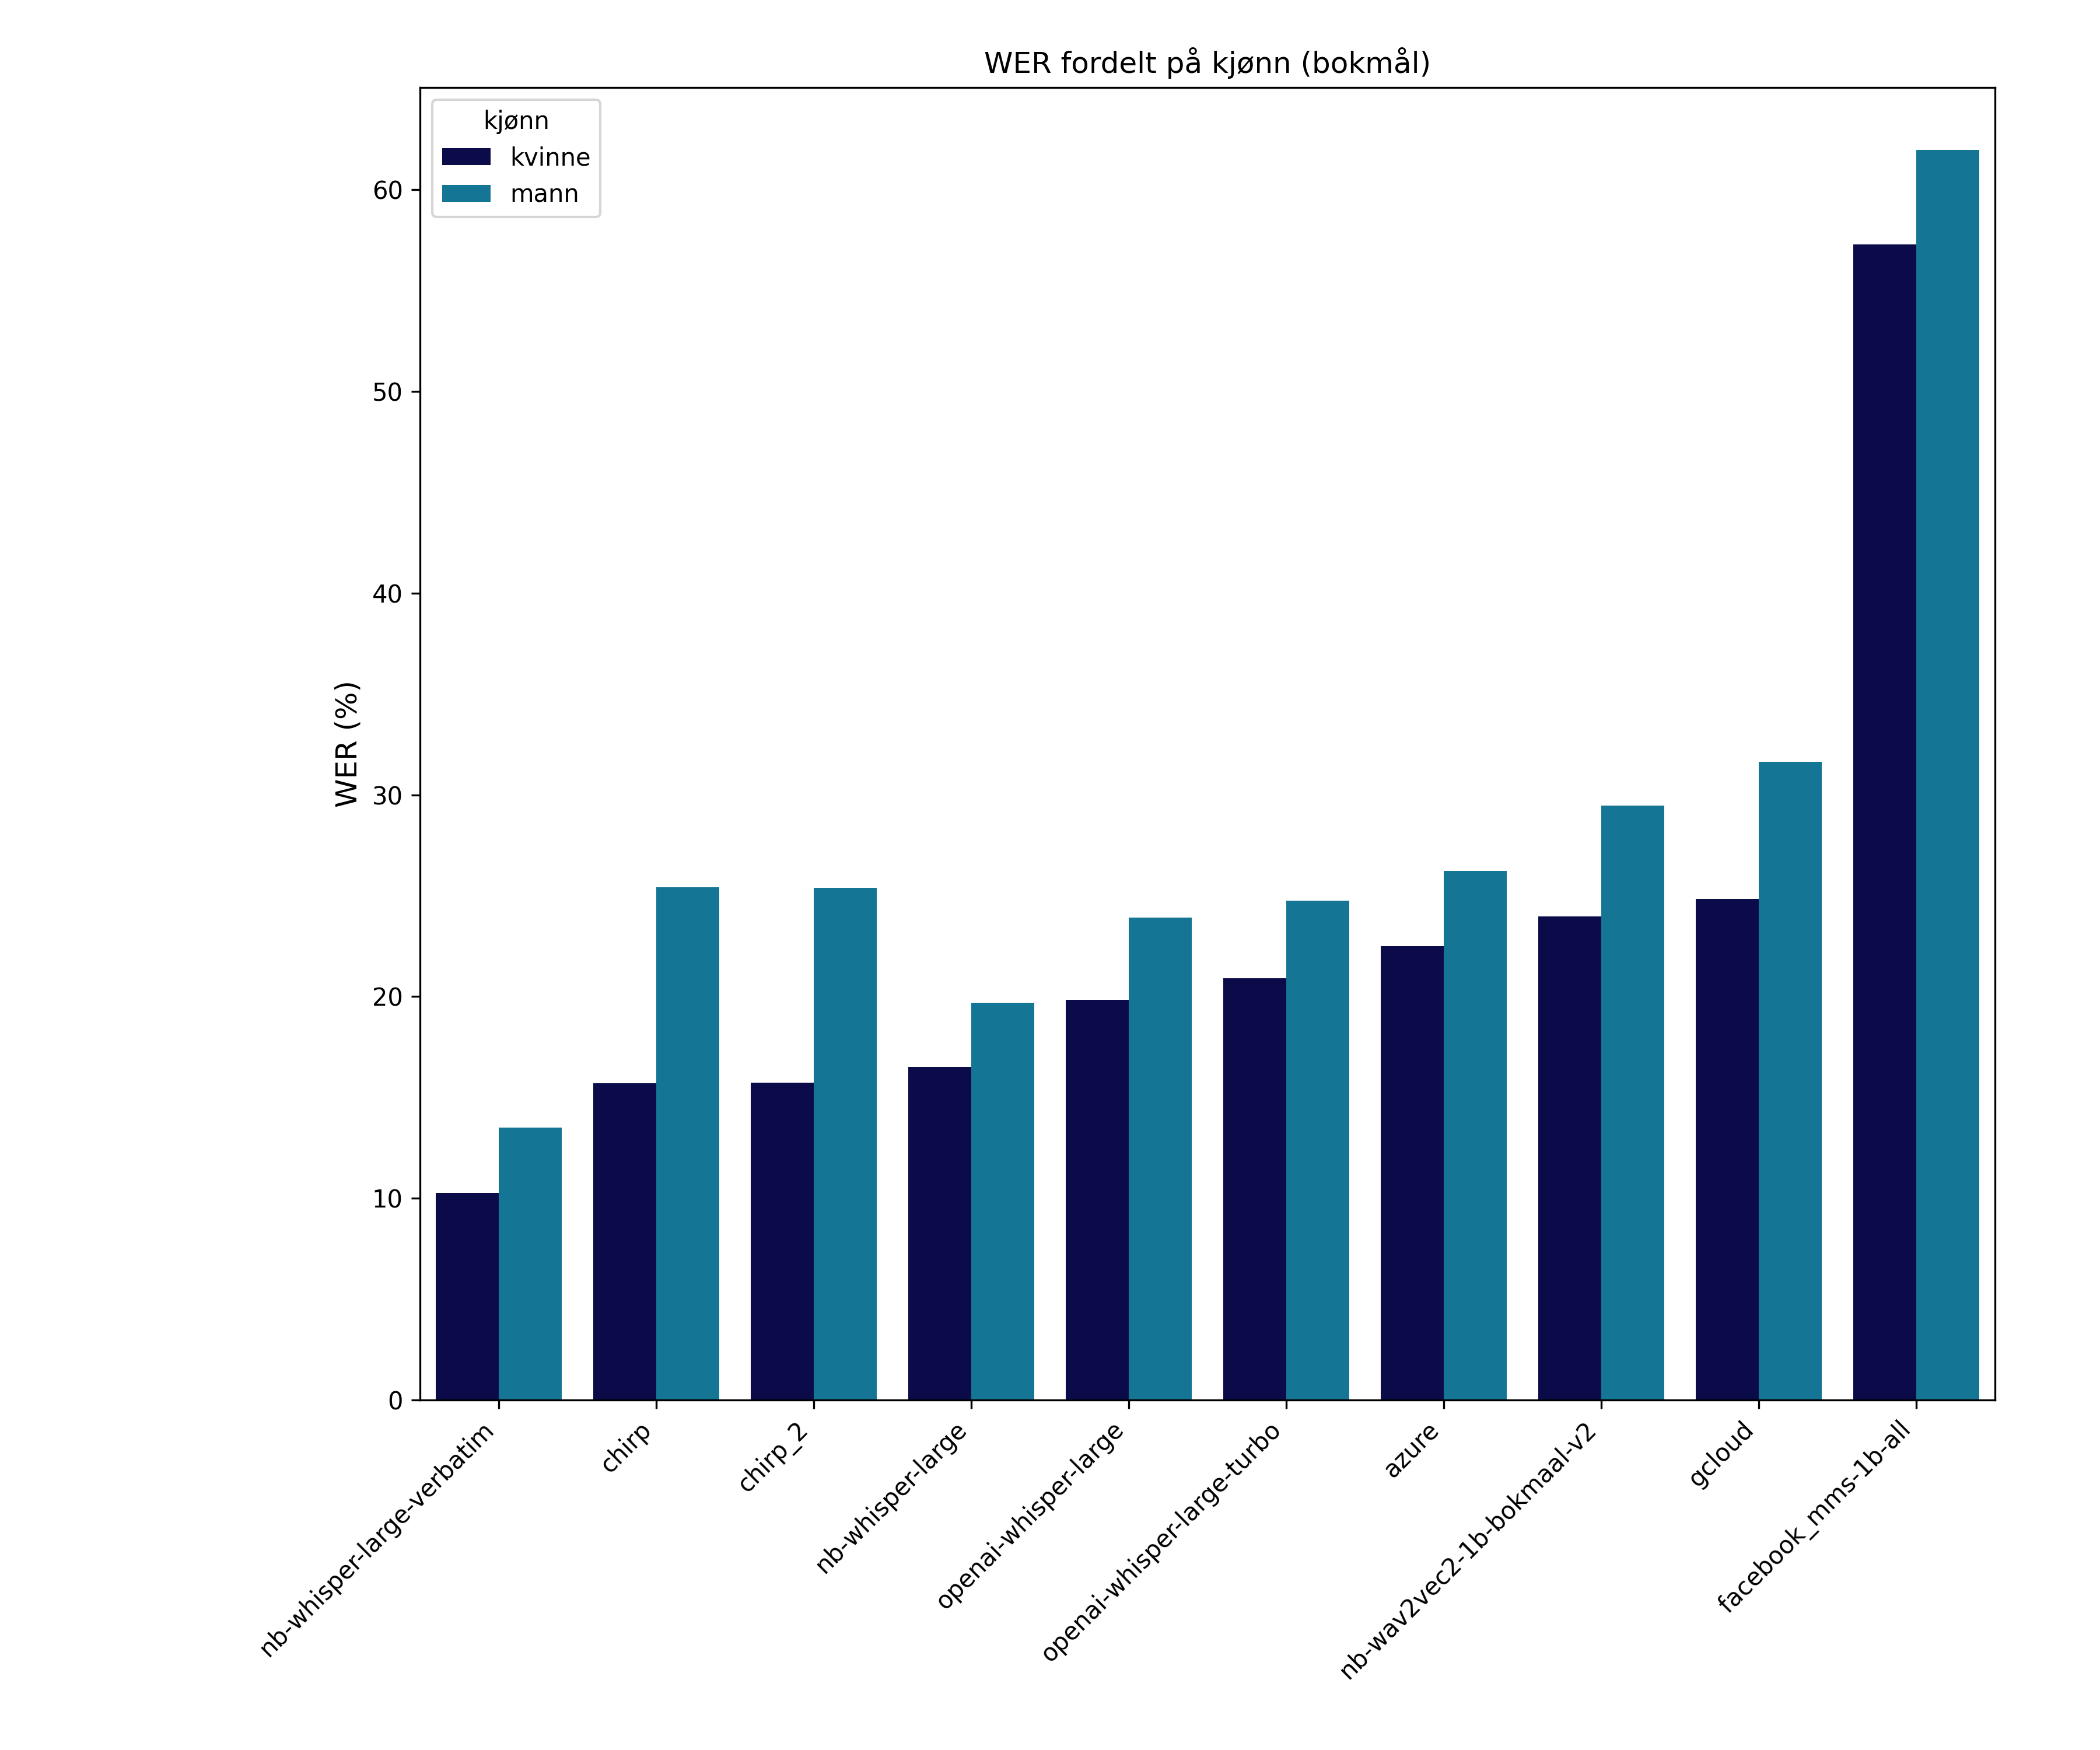 WER fordelt på kjønn (bokmål)
kjønn
kvinne
mann
WER (%)
60
50
40
30
20
10
0
nb-whisper-large-verbatim
chirp
chirp_2
nb-whisper-large
openai-whisper-large
openai-whisper-large-turbo
azure
nb-wav2vec2-1b-bokmaal-v2
gcloud
facebook_mms-1b-all